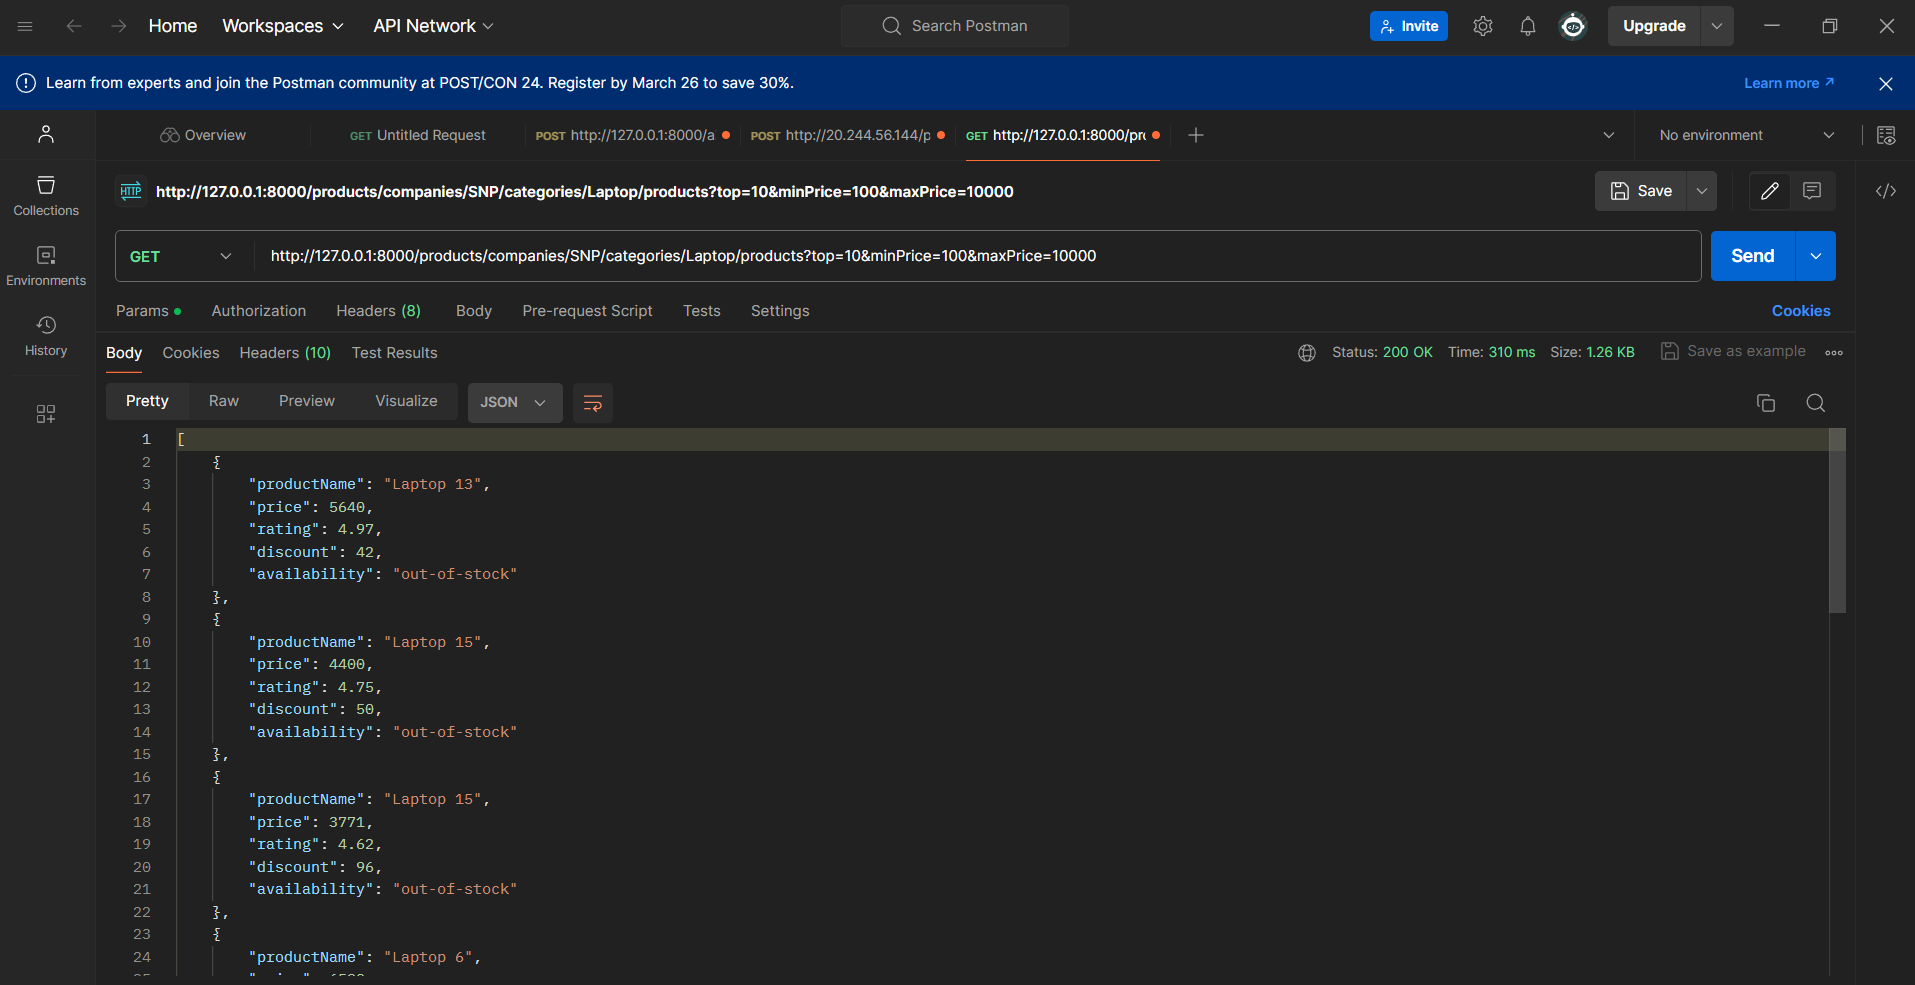 Home Workspaces API Network Search Postman Invite Upgrade
Learn from experts and join the Postman community at POST/CON 24. Register by March 26 to save 30%. Learn more
Overview GET Untitled Request POST http://127.0.0.1:8000/a POST http://20.244.56.144/p GET http://127.0.0.1:8000/pr No environment
HTTP http://127.0.0.1:8000/products/companies/SNP/categories/Laptop/products?top=10&minPrice=100&maxPrice=10000 Save
Collections
GET http://127.0.0.1:8000/products/companies/SNP/categories/Laptop/products?top=10&minPrice=100&maxPrice=10000 Send
Environments
Params Authorization Headers (8) Body Pre-request Script Tests Settings Cookies
History
Body Cookies Headers (10) Test Results Status: 200 OK Time: 310 ms Size: 1.26 KB Save as example
Pretty Raw Preview Visualize JSON
1 [
2 {
3 "productName": "Laptop 13",
4 "price": 5640,
5 "rating": 4.97,
6 "discount": 42,
7 "availability": "out-of-stock"
8 },
9 {
10 "productName": "Laptop 15",
11 "price": 4400,
12 "rating": 4.75,
13 "discount": 50,
14 "availability": "out-of-stock"
15 },
16 {
17 "productName": "Laptop 15",
18 "price": 3771,
19 "rating": 4.62,
20 "discount": 96,
21 "availability": "out-of-stock"
22 },
23 {
24 "productName": "Laptop 6",